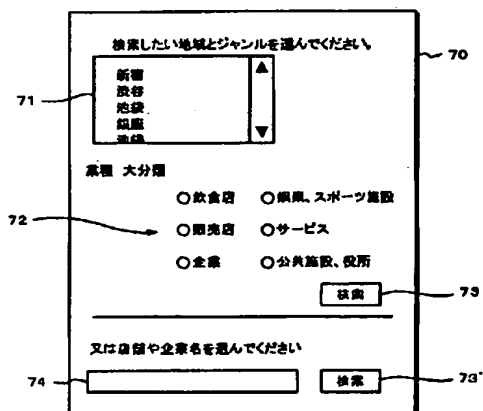 検索したい地域とジャンルを選んでください。
70
新宿
渋谷
池袋
銀座
池袋
71
業種 大分類
○飲食店 ○娯楽、スポーツ施設
72
○販売店 ○サービス
○企業 ○公共施設、役所
検索 73
又は店舗や企業名を選んでください
74
検索 73'